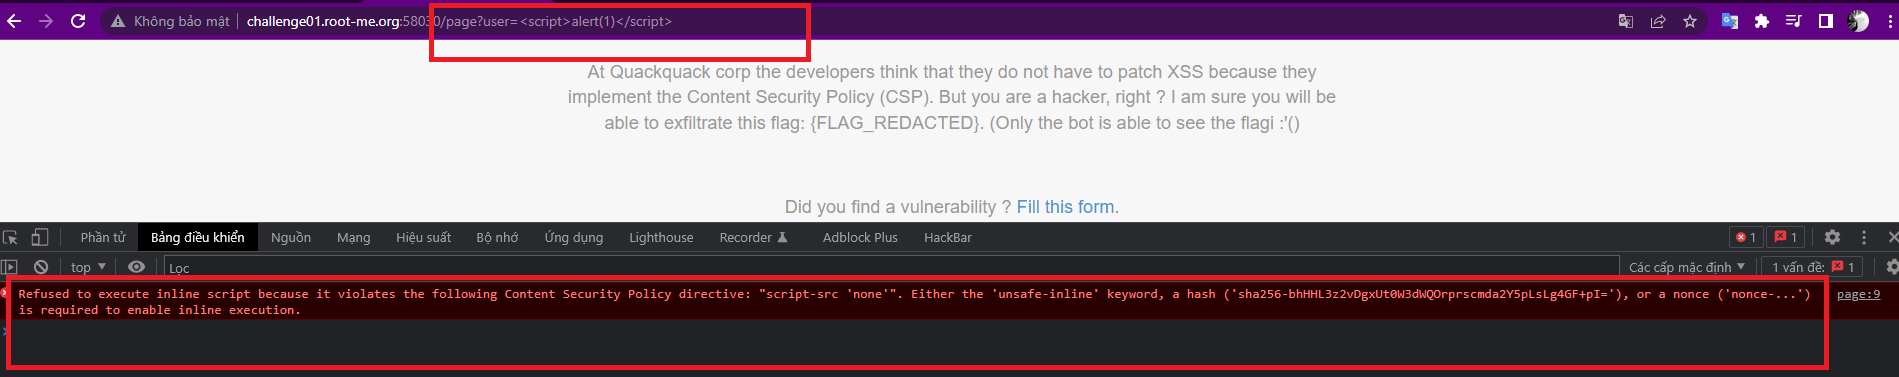 Không bảo mật challenge01.root-me.org:58030/page?user=<script>alert(1)</script>
At Quackquack corp the developers think that they do not have to patch XSS because they
implement the Content Security Policy (CSP). But you are a hacker, right ? I am sure you will be
able to exfiltrate this flag: {FLAG_REDACTED}. (Only the bot is able to see the flagi :'()
Did you find a vulnerability ? Fill this form.
Phần tử Bảng điều khiển Nguồn Mạng Hiệu suất Bộ nhớ Ứng dụng Lighthouse Recorder Adblock Plus HackBar 1 1
top Lọc Các cấp mặc định 1 vấn đề: 1
Refused to execute inline script because it violates the following Content Security Policy directive: "script-src 'none'". Either the 'unsafe-inline' keyword, a hash ('sha256-bhHHL3z2vDgxUt0W3dWQOrprscmda2Y5pLsLg4GF+pI='), or a nonce ('nonce-...') page:9
is required to enable inline execution.